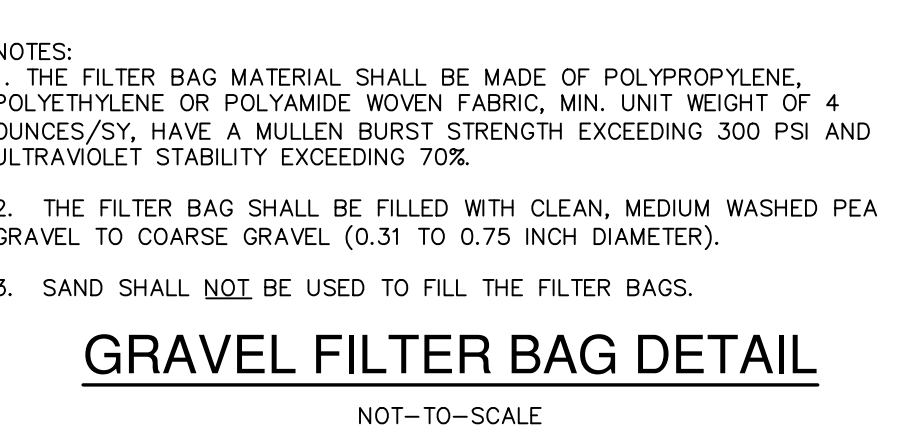 NOTES:
1. THE FILTER BAG MATERIAL SHALL BE MADE OF POLYPROPYLENE,
POLYETHYLENE OR POLYAMIDE WOVEN FABRIC, MIN. UNIT WEIGHT OF 4
OUNCES/SY, HAVE A MULLEN BURST STRENGTH EXCEEDING 300 PSI AND
ULTRAVIOLET STABILITY EXCEEDING 70%.
2. THE FILTER BAG SHALL BE FILLED WITH CLEAN, MEDIUM WASHED PEA
GRAVEL TO COARSE GRAVEL (0.31 TO 0.75 INCH DIAMETER).
3. SAND SHALL NOT BE USED TO FILL THE FILTER BAGS.
GRAVEL FILTER BAG DETAIL
NOT-TO-SCALE